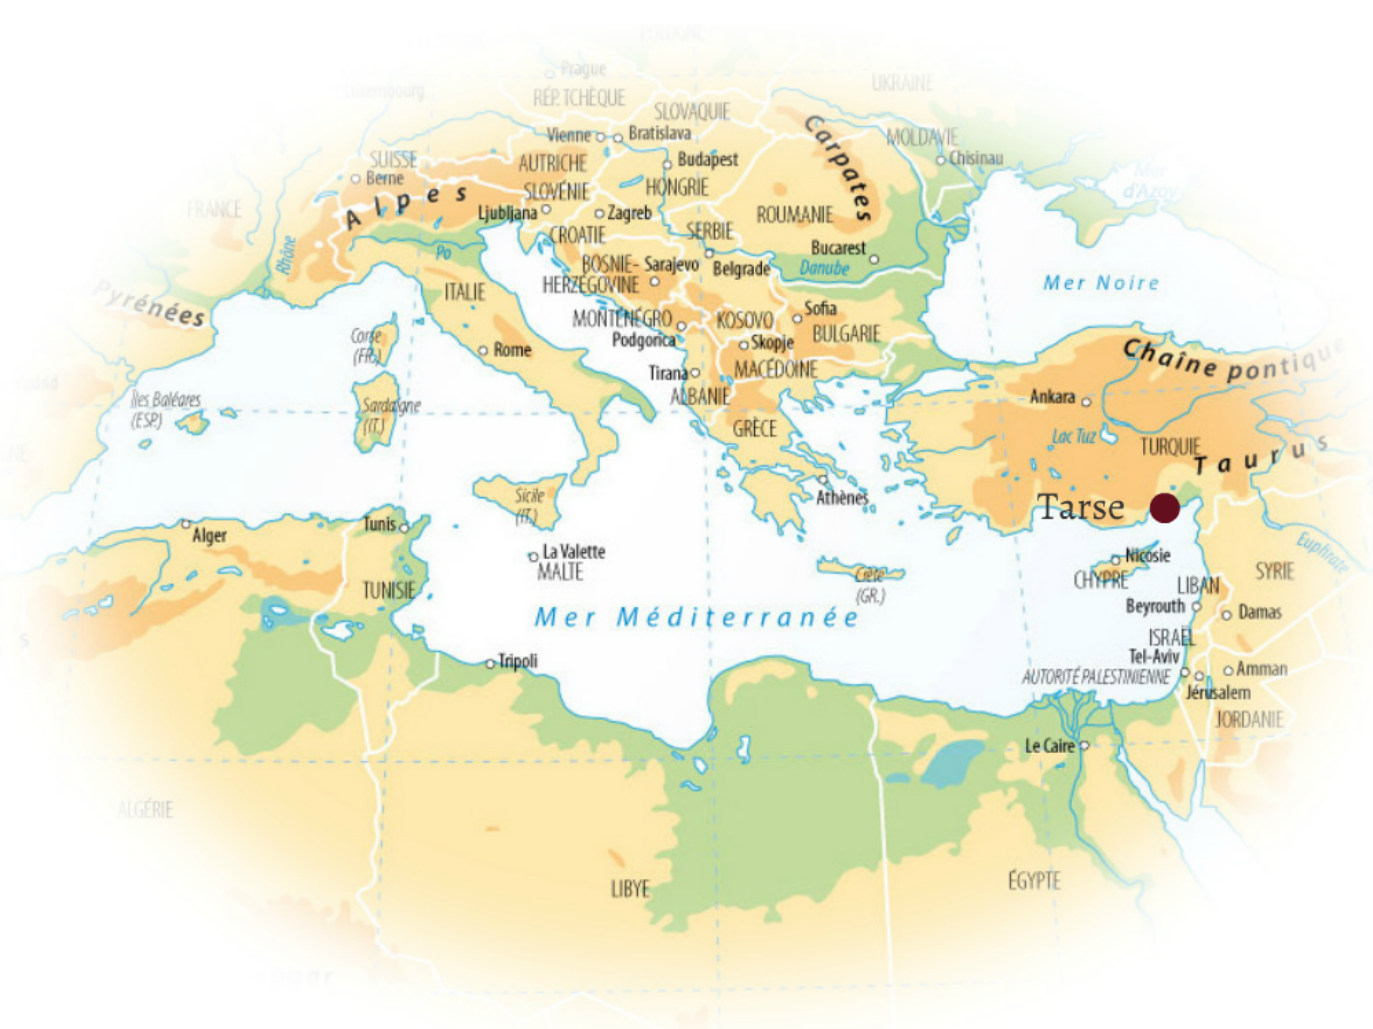 Prague
UKRAINE
RÉP. TCHÈQUE
SLOVAQUIE
Carpates
MOLDAVIE
Vienne
Bratislava
Chisinau
SUISSE
AUTRICHE
Budapest
Berne
SLOVÉNIE
HONGRIE
Mer
d'Azov
Alpes
FRANCE
Ljubljana
Zagreb
ROUMANIE
CROATIE
SERBIE
Rhône
Po
Bucarest
BOSNIE-
HERZÉGOVINE
Sarajevo
Belgrade
Danube
Mer Noire
Pyrénées
ITALIE
MONTÉNÉGRO
Podgorica
KOSOVO
Sofia
BULGARIE
Corse
(FR.)
Rome
Skopje
Chaîne pontique
Tirana
MACÉDOINE
Îles Baléares
(ESP.)
Sardaigne
(IT.)
ALBANIE
Ankara
GRÈCE
Lac Tuz
TURQUIE
Taurus
Athènes
Tarse
Sicile
(IT.)
Alger
Tunis
La Valette
MALTE
Nicosie
CHYPRE
Euphrate
SYRIE
LIBAN
TUNISIE
Crète
(GR.)
Beyrouth
Damas
Mer Méditerranée
ISRAËL
Tel-Aviv
Tripoli
AUTORITÉ PALESTINIENNE
Amman
Jérusalem
JORDANIE
Le Caire
ALGÉRIE
LIBYE
ÉGYPTE